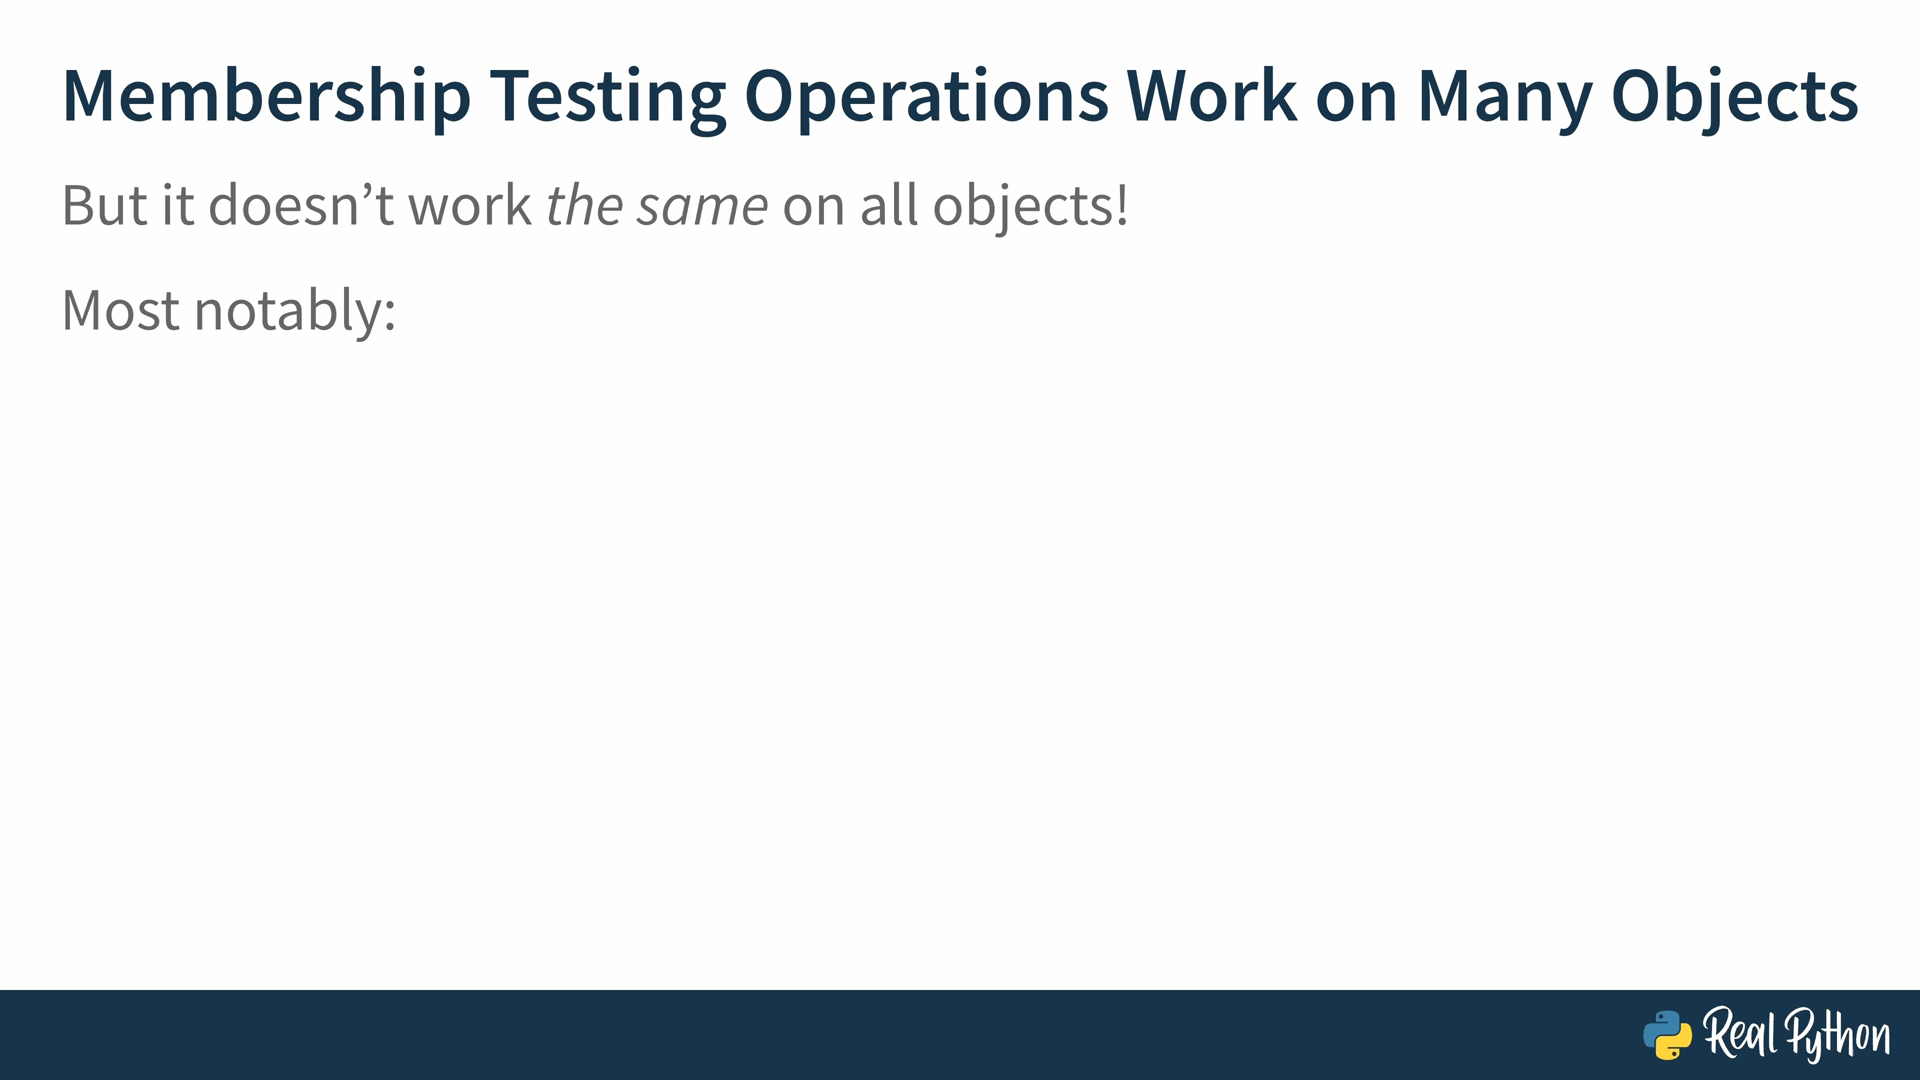 Membership Testing Operations Work on Many Objects
But it doesn’t work the same on all objects!
Most notably:
Real Python